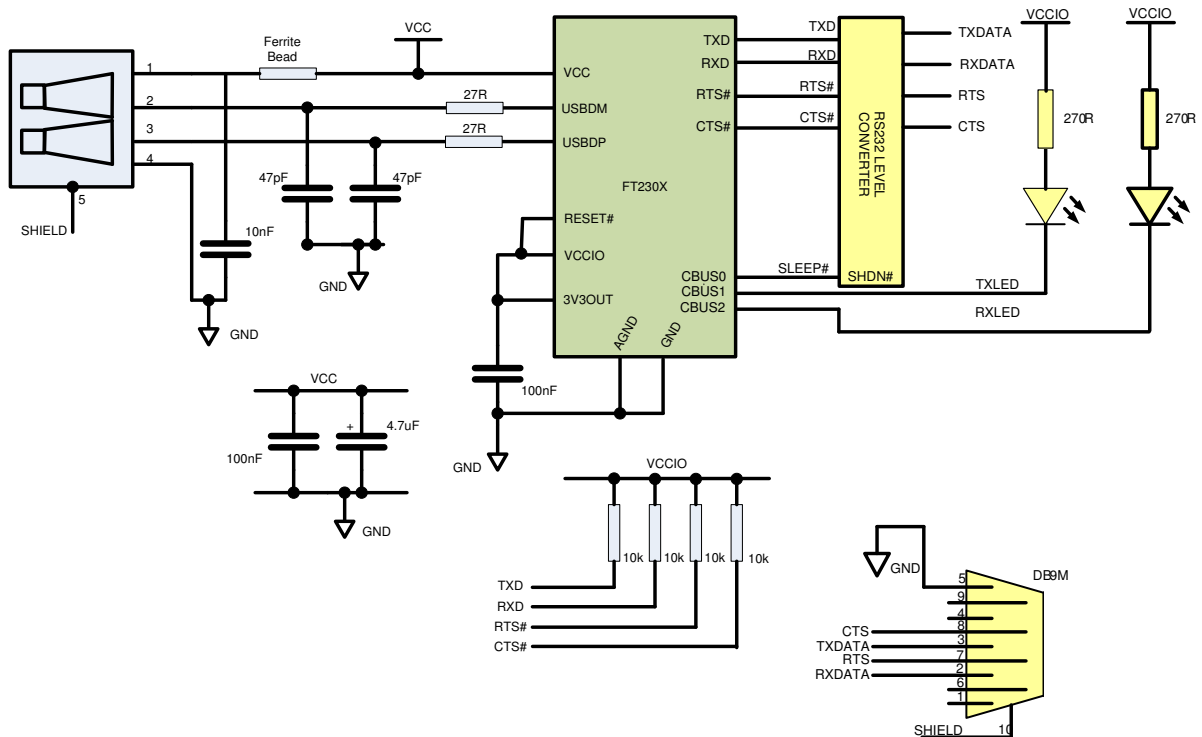 VCCIO
VCCIO
VCC
Ferrite
Bead
1
2
3
4
5
SHIELD
27R
27R
47pF
47pF
10nF
GND
GND
VCC
USBDM
USBDP
FT230X
RESET#
VCCIO
3V3OUT
AGND
GND
TXD
RXD
RTS#
CTS#
CBUS0
CBUS1
CBUS2
TXD
RXD
RTS#
CTS#
SLEEP#
RS232 LEVEL
CONVERTER
SHDN#
TXDATA
RXDATA
RTS
CTS
270R
270R
TXLED
RXLED
100nF
GND
VCC
100nF
+
4.7uF
GND
VCCIO
10k
10k
10k
10k
TXD
RXD
RTS#
CTS#
GND
DB9M
5
9
4
8
3
7
2
6
1
CTS
TXDATA
RTS
RXDATA
SHIELD
10